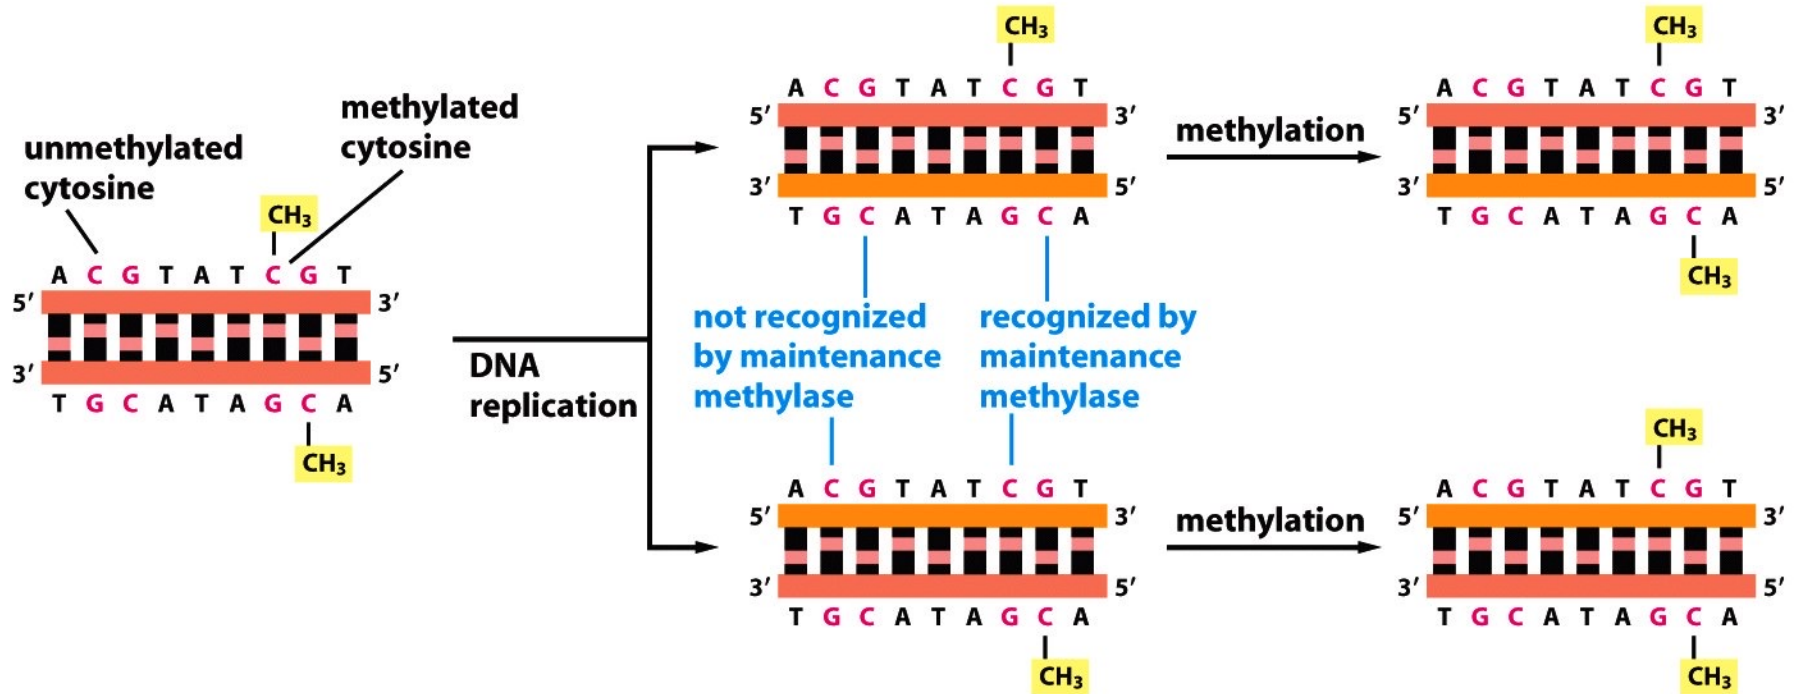 unmethylated
cytosine
methylated
cytosine
CH₃
A C G T A T C G T
5′ 3′
3′ 5′
T G C A T A G C A
CH₃
DNA
replication
CH₃
A C G T A T C G T
5′ 3′
3′ 5′
T G C A T A G C A
not recognized
by maintenance
methylase
recognized by
maintenance
methylase
A C G T A T C G T
5′ 3′
3′ 5′
T G C A T A G C A
CH₃
methylation
CH₃
A C G T A T C G T
5′ 3′
3′ 5′
T G C A T A G C A
CH₃
methylation
CH₃
A C G T A T C G T
5′ 3′
3′ 5′
T G C A T A G C A
CH₃